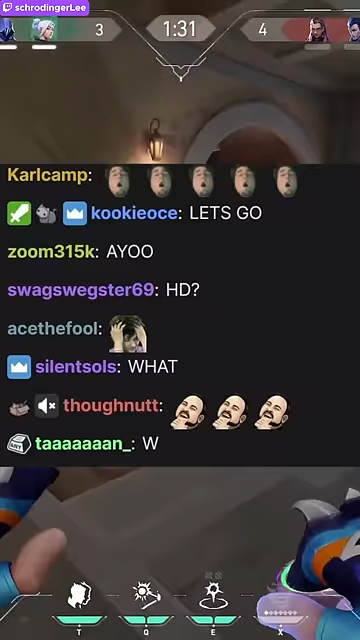 schrodingerLee
3 1:31 4
Karlcamp:
kookieoce: LETS GO
zoom315k: AYOO
swagswegster69: HD?
acethefool:
silentsols: WHAT
thoughnutt:
taaaaaaan_: W
T Q E X